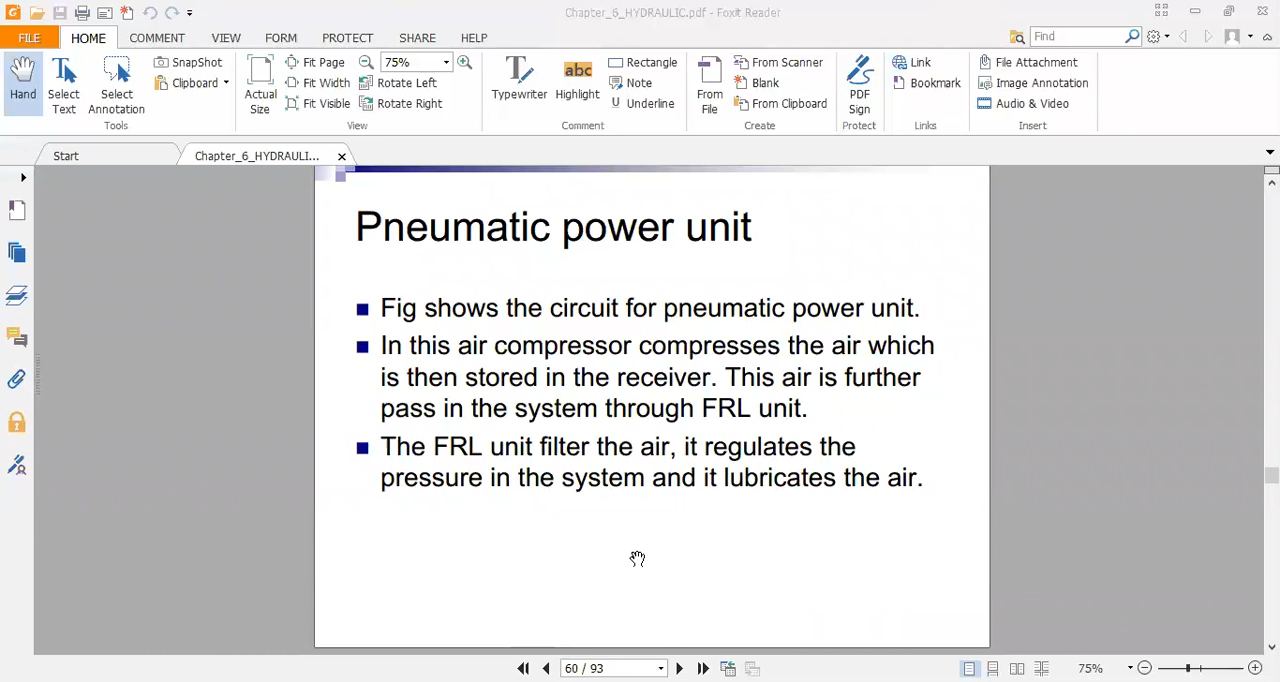 Chapter_6_HYDRAULIC.pdf - Foxit Reader
FILE HOME COMMENT VIEW FORM PROTECT SHARE HELP Find
Hand
Select Text
Select Annotation
SnapShot
Clipboard
Tools
Actual Size
Fit Page
Fit Width
Fit Visible
75%
Rotate Left
Rotate Right
View
Typewriter
abc
Highlight
Rectangle
Note
U Underline
Comment
From File
From Scanner
Blank
From Clipboard
Create
PDF Sign
Protect
Link
Bookmark
Links
File Attachment
Image Annotation
Audio & Video
Insert
Start
Chapter_6_HYDRAULI...
Pneumatic power unit
Fig shows the circuit for pneumatic power unit.
In this air compressor compresses the air which
is then stored in the receiver. This air is further
pass in the system through FRL unit.
The FRL unit filter the air, it regulates the
pressure in the system and it lubricates the air.
60 / 93
75%